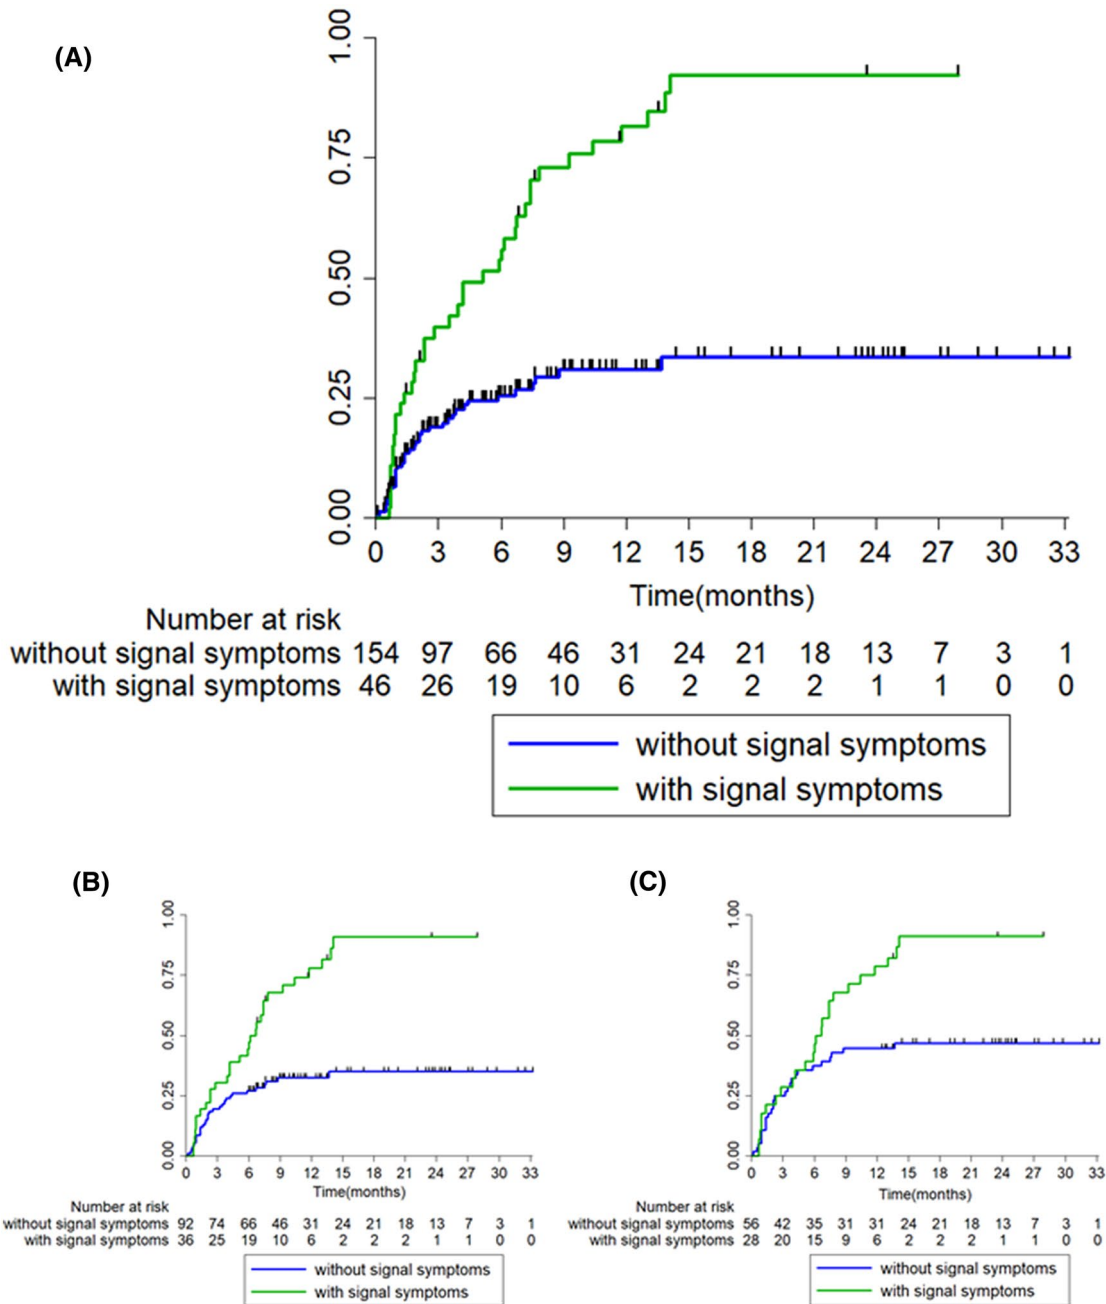 (A)
1.00
0.75
0.50
0.25
0.00
0 3 6 9 12 15 18 21 24 27 30 33
Time(months)
Number at risk
without signal symptoms 154 97 66 46 31 24 21 18 13 7 3 1
with signal symptoms 46 26 19 10 6 2 2 2 1 1 0 0
without signal symptoms
with signal symptoms
(B)
1.00
0.75
0.50
0.25
0.00
0 3 6 9 12 15 18 21 24 27 30 33
Time(months)
Number at risk
without signal symptoms 92 74 66 46 31 24 21 18 13 7 3 1
with signal symptoms 36 25 19 10 6 2 2 2 1 1 0 0
without signal symptoms
with signal symptoms
(C)
1.00
0.75
0.50
0.25
0.00
0 3 6 9 12 15 18 21 24 27 30 33
Time(months)
Number at risk
without signal symptoms 56 42 35 31 31 24 21 18 13 7 3 1
with signal symptoms 28 20 15 9 6 2 2 2 1 1 0 0
without signal symptoms
with signal symptoms